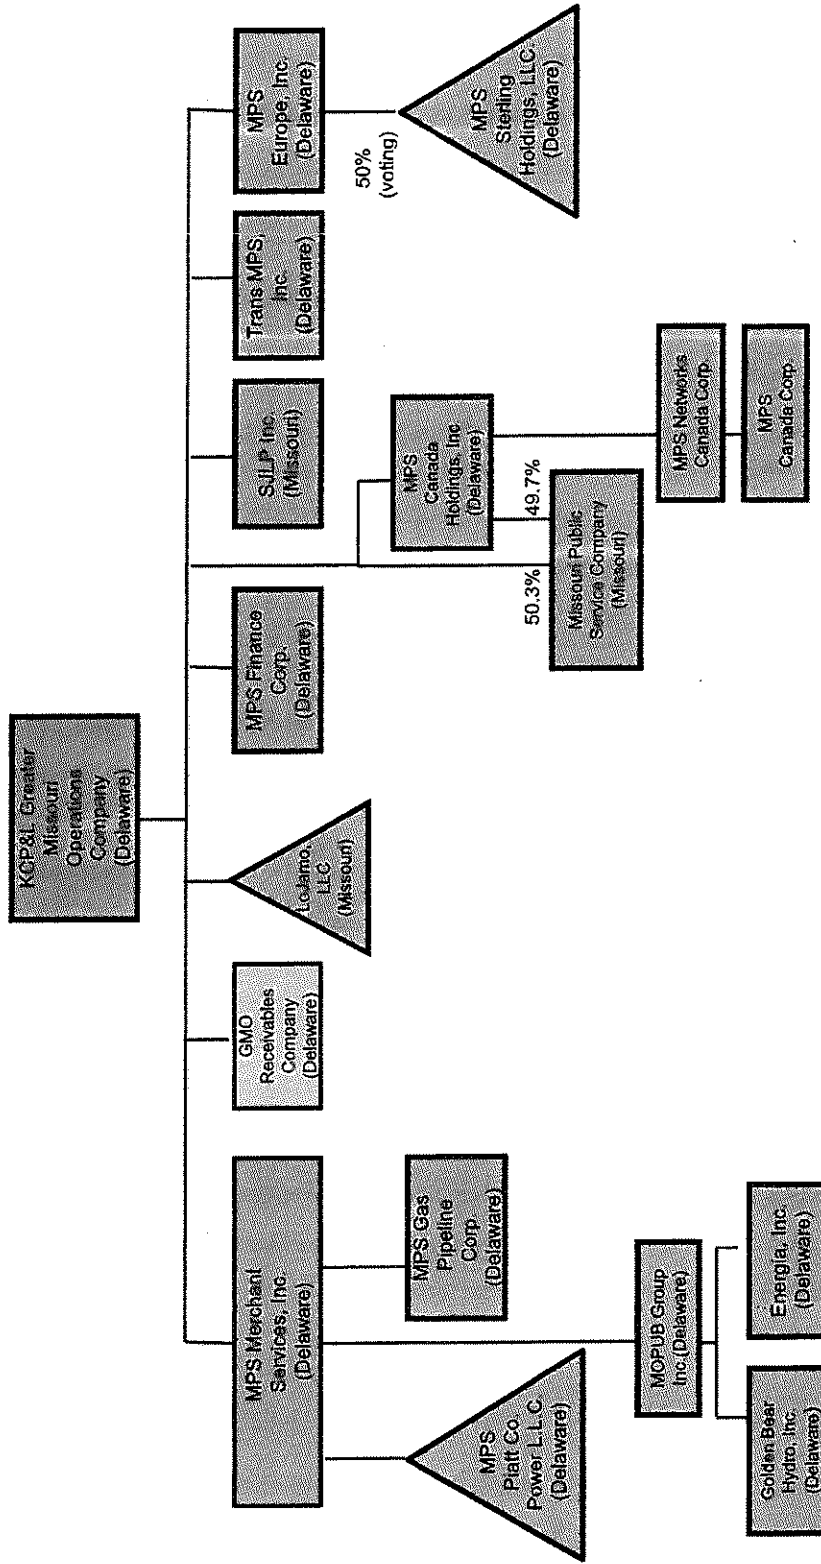 KCP&L Greater
Missouri
Operations
Company
(Delaware)
MPS Merchant
Services, Inc.
(Delaware)
GMO
Receivables
Company
(Delaware)
LoJamo,
LLC
(Missouri)
MPS Finance
Corp.
(Delaware)
SJLP Inc.
(Missouri)
Trans MPS,
Inc.
(Delaware)
MPS
Europe, Inc.
(Delaware)
50%
(voting)
MPS
Sterling
Holdings, LLC.
(Delaware)
MPS
Piatt Co.
Power L.L.C.
(Delaware)
MPS Gas
Pipeline
Corp.
(Delaware)
MPS
Canada
Holdings, Inc
(Delaware)
50.3%
49.7%
Missouri Public
Service Company
(Missouri)
MOPUB Group
Inc.(Delaware)
MPS Networks
Canada Corp.
Golden Bear
Hydro, Inc.
(Delaware)
Energia, Inc.
(Delaware)
MPS
Canada Corp.